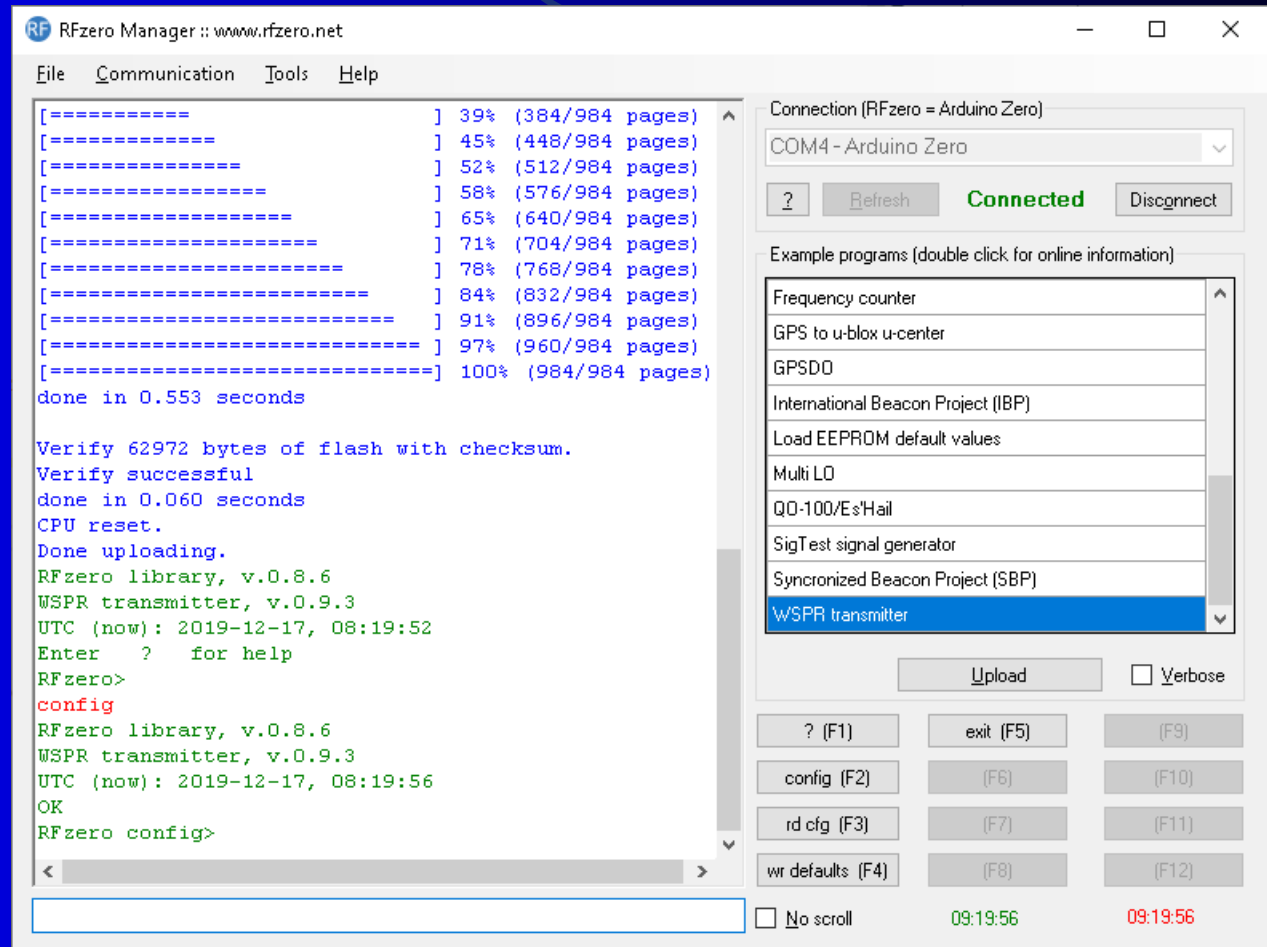 RF RFzero Manager :: www.rfzero.net
File Communication Tools Help
[===========                   ] 39% (384/984 pages)
[=============                 ] 45% (448/984 pages)
[===============               ] 52% (512/984 pages)
[=================             ] 58% (576/984 pages)
[===================           ] 65% (640/984 pages)
[=====================         ] 71% (704/984 pages)
[=======================       ] 78% (768/984 pages)
[=========================     ] 84% (832/984 pages)
[===========================   ] 91% (896/984 pages)
[============================= ] 97% (960/984 pages)
[==============================] 100% (984/984 pages)
done in 0.553 seconds
Verify 62972 bytes of flash with checksum.
Verify successful
done in 0.060 seconds
CPU reset.
Done uploading.
RFzero library, v.0.8.6
WSPR transmitter, v.0.9.3
UTC (now): 2019-12-17, 08:19:52
Enter   ?   for help
RFzero>
config
RFzero library, v.0.8.6
WSPR transmitter, v.0.9.3
UTC (now): 2019-12-17, 08:19:56
OK
RFzero config>
Connection (RFzero = Arduino Zero)
COM4 - Arduino Zero
? Refresh Connected Disconnect
Example programs (double click for online information)
Frequency counter
GPS to u-blox u-center
GPSDO
International Beacon Project (IBP)
Load EEPROM default values
Multi LO
QO-100/Es'Hail
SigTest signal generator
Syncronized Beacon Project (SBP)
WSPR transmitter
Upload Verbose
? (F1) exit (F5) (F9)
config (F2) (F6) (F10)
rd cfg (F3) (F7) (F11)
wr defaults (F4) (F8) (F12)
No scroll 09:19:56 09:19:56